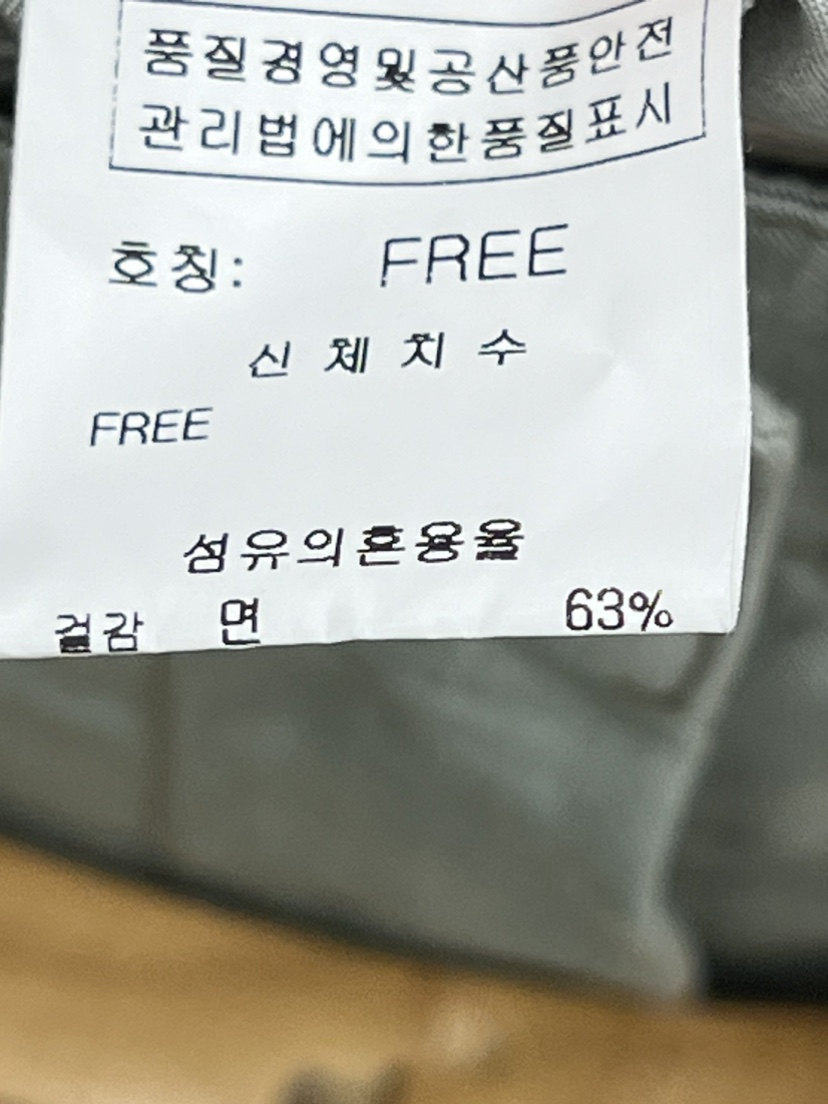 품질경영및공산품안전
관리법에의한품질표시
호칭: FREE
신 체 치 수
FREE
섬유의혼용율
겉감 면 63%